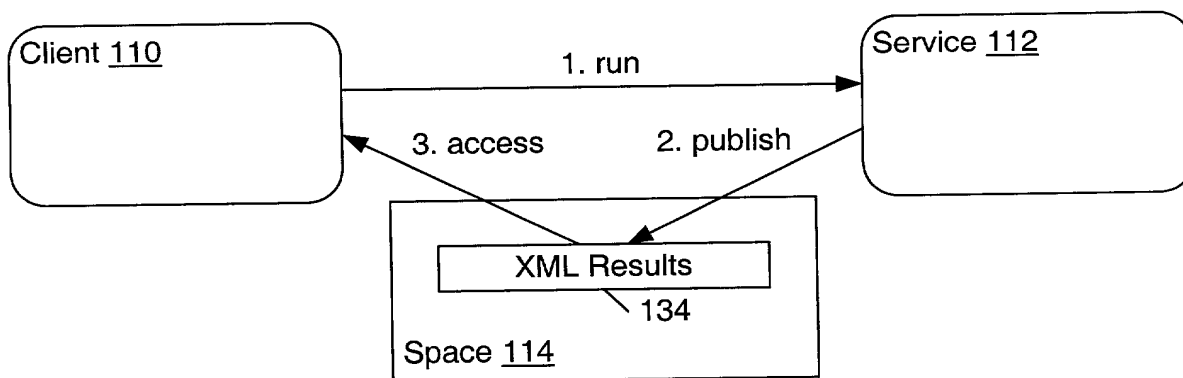 Client 110
Service 112
1. run
3. access
2. publish
XML Results
134
Space 114